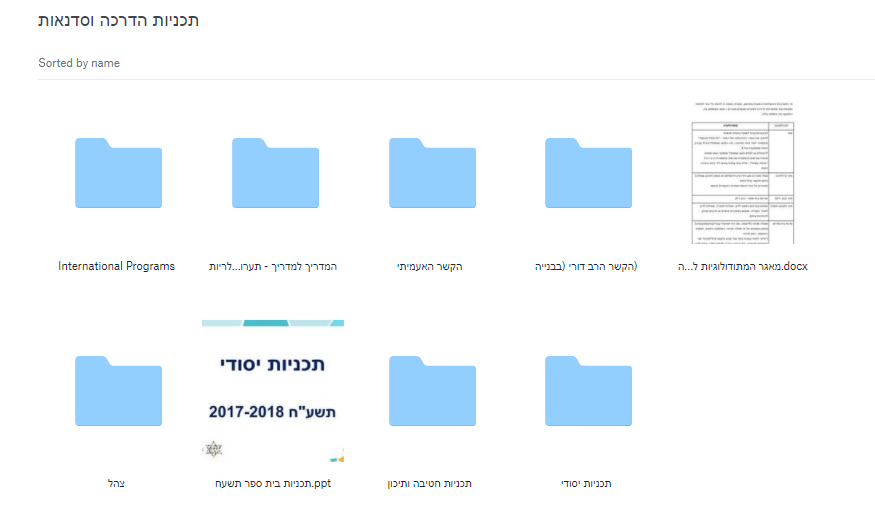 תכניות הדרכה וסדנאות
Sorted by name
International Programs
המדריך למדריך - תערו...לריות
הקשר האעמיתי
הקשר הרב דורי (בבנייה)
מאגר המתודולוגיות ל...ה.docx
תכניות יסודי
תשע"ח 2017-2018
צהל
תכניות בית ספר תשעח.ppt
תכניות חטיבה ותיכון
תכניות יסודי